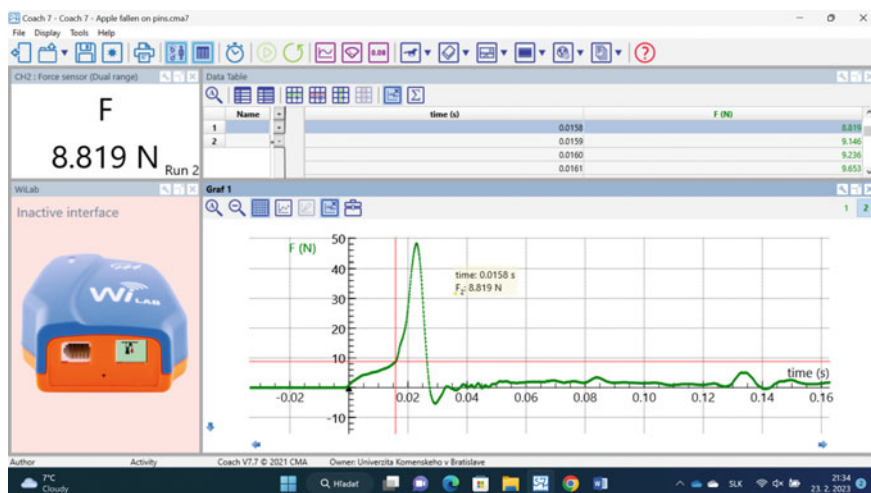 Coach 7 - Coach 7 - Apple fallen on pins.cma7
File Display Tools Help
0.08
CH2 : Force sensor (Dual range)
F
8.819 N
Run 2
Data Table
Name time (s) F (N)
1 0.0158 8.819
2 0.0159 9.146
0.0160 9.236
0.0161 9.653
WiLab
Inactive interface
Wi LAB
Graf 1
1 2
F (N)
50
40
30
20
10
-10
time: 0.0158 s
F2: 8.819 N
time (s)
-0.02 0.02 0.04 0.06 0.08 0.10 0.12 0.14 0.16
Author Activity Coach V7.7 © 2021 CMA Owner: Univerzita Komenskeho v Bratislave
7°C
Cloudy
Hľadať
SLK
21:34
23. 2. 2023